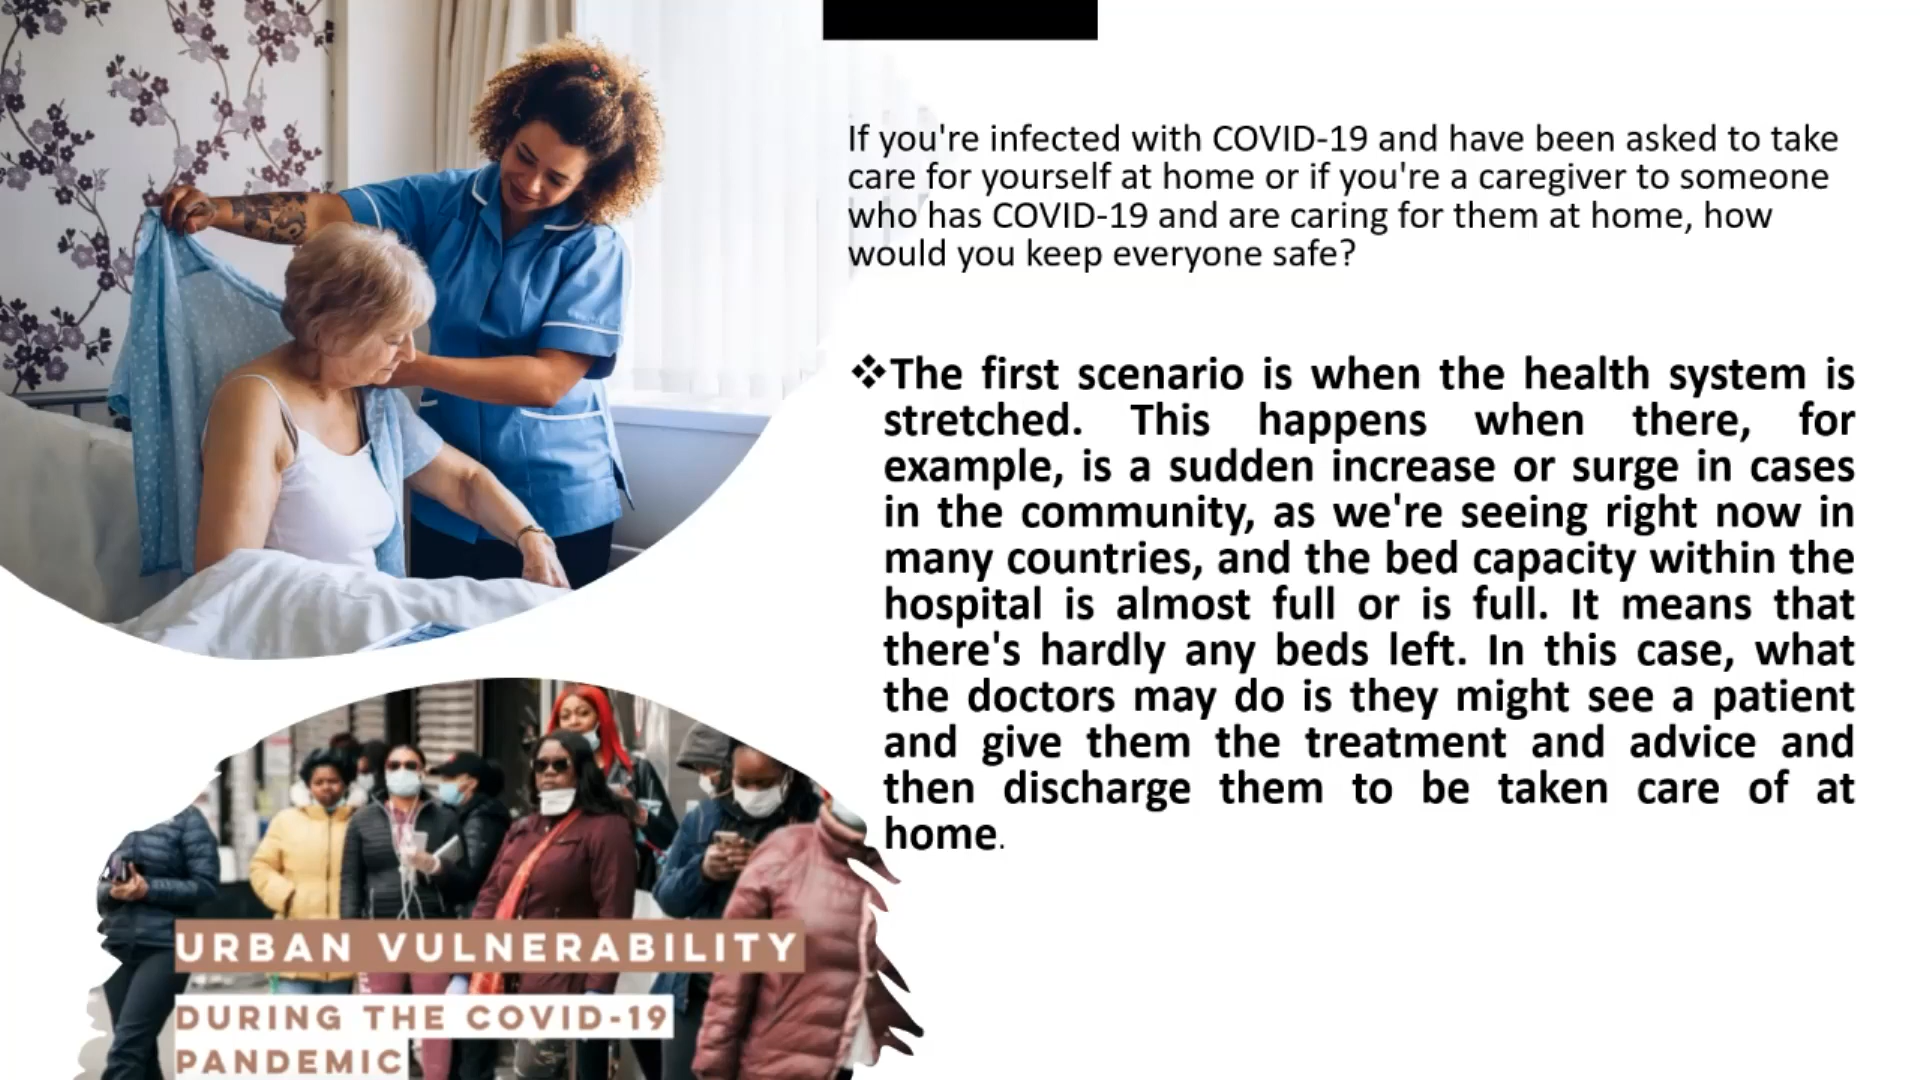 If you're infected with COVID-19 and have been asked to take
care for yourself at home or if you're a caregiver to someone
who has COVID-19 and are caring for them at home, how
would you keep everyone safe?
❖The first scenario is when the health system is
stretched. This happens when there, for
example, is a sudden increase or surge in cases
in the community, as we're seeing right now in
many countries, and the bed capacity within the
hospital is almost full or is full. It means that
there's hardly any beds left. In this case, what
the doctors may do is they might see a patient
and give them the treatment and advice and
then discharge them to be taken care of at
home.
URBAN VULNERABILITY
DURING THE COVID-19
PANDEMIC